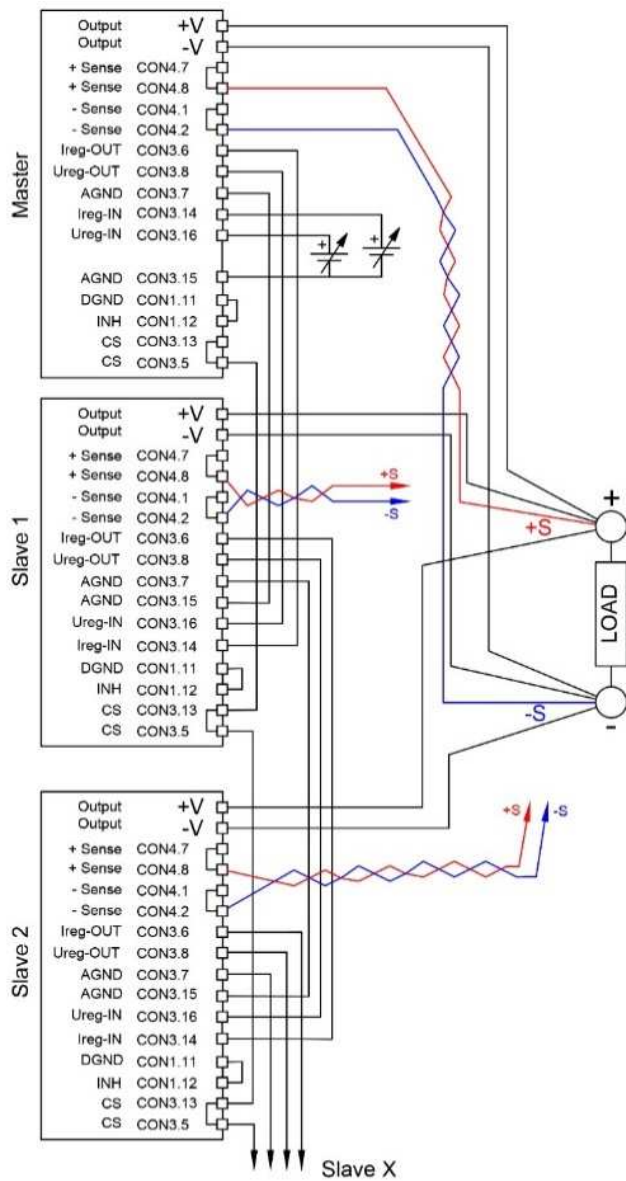 Master
Output +V
Output -V
+ Sense CON4.7
+ Sense CON4.8
- Sense CON4.1
- Sense CON4.2
Ireg-OUT CON3.6
Ureg-OUT CON3.8
AGND CON3.7
Ireg-IN CON3.14
Ureg-IN CON3.16
+ +
AGND CON3.15
DGND CON1.11
INH CON1.12
CS CON3.13
CS CON3.5
Slave 1
Output +V
Output -V
+ Sense CON4.7
+ Sense CON4.8
- Sense CON4.1
- Sense CON4.2
Ireg-OUT CON3.6
Ureg-OUT CON3.8
AGND CON3.7
AGND CON3.15
Ureg-IN CON3.16
Ireg-IN CON3.14
DGND CON1.11
INH CON1.12
CS CON3.13
CS CON3.5
+S
-S
+
+S
LOAD
-S
-
Slave 2
Output +V
Output -V
+ Sense CON4.7
+ Sense CON4.8
- Sense CON4.1
- Sense CON4.2
Ireg-OUT CON3.6
Ureg-OUT CON3.8
AGND CON3.7
AGND CON3.15
Ureg-IN CON3.16
Ireg-IN CON3.14
DGND CON1.11
INH CON1.12
CS CON3.13
CS CON3.5
+S -S
Slave X